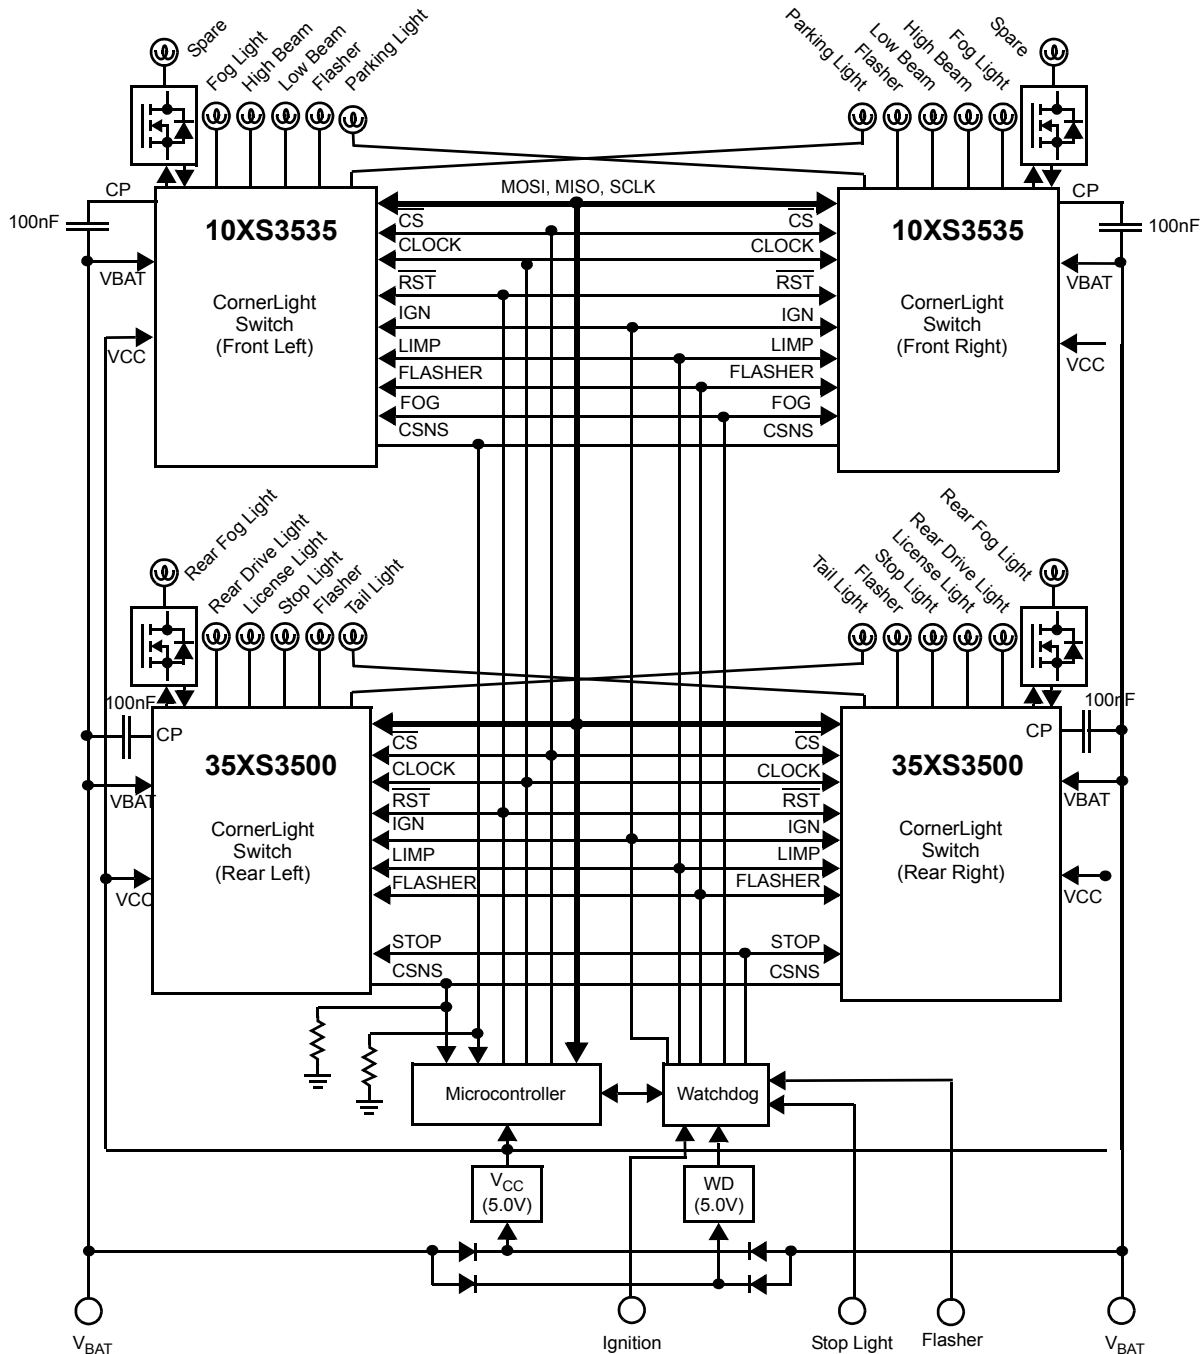 Spare
Fog Light
High Beam
Low Beam
Flasher
Parking Light
Parking Light
Flasher
Low Beam
High Beam
Fog Light
Spare
CP
100nF
10XS3535
VBAT
CornerLight
Switch
(Front Left)
VCC
MOSI, MISO, SCLK
CS
CS
CLOCK
CLOCK
RST
RST
IGN
IGN
LIMP
LIMP
FLASHER
FLASHER
FOG
FOG
CSNS
CSNS
CP
100nF
10XS3535
VBAT
CornerLight
Switch
(Front Right)
VCC
Rear Fog Light
Rear Drive Light
License Light
Stop Light
Flasher
Tail Light
Tail Light
Flasher
Stop Light
License Light
Rear Drive Light
Rear Fog Light
100nF
CP
35XS3500
VBAT
CornerLight
Switch
(Rear Left)
VCC
CS
CS
CLOCK
CLOCK
RST
RST
IGN
IGN
LIMP
LIMP
FLASHER
FLASHER
STOP
STOP
CSNS
CSNS
100nF
CP
35XS3500
VBAT
CornerLight
Switch
(Rear Right)
VCC
Microcontroller
Watchdog
VCC
(5.0V)
WD
(5.0V)
VBAT
Ignition
Stop Light
Flasher
VBAT